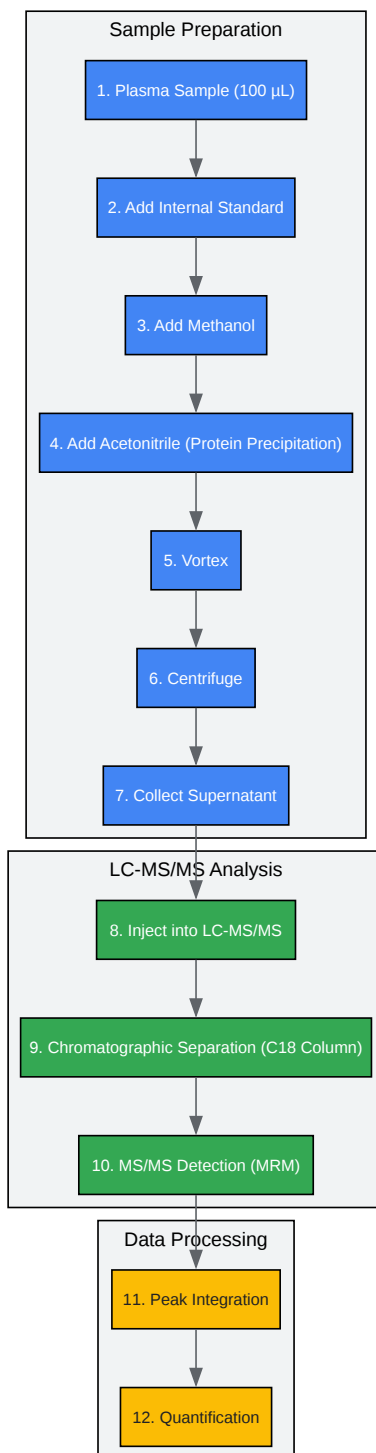 Sample Preparation
1. Plasma Sample (100 µL)
2. Add Internal Standard
3. Add Methanol
4. Add Acetonitrile (Protein Precipitation)
5. Vortex
6. Centrifuge
7. Collect Supernatant
LC-MS/MS Analysis
8. Inject into LC-MS/MS
9. Chromatographic Separation (C18 Column)
10. MS/MS Detection (MRM)
Data Processing
11. Peak Integration
12. Quantification